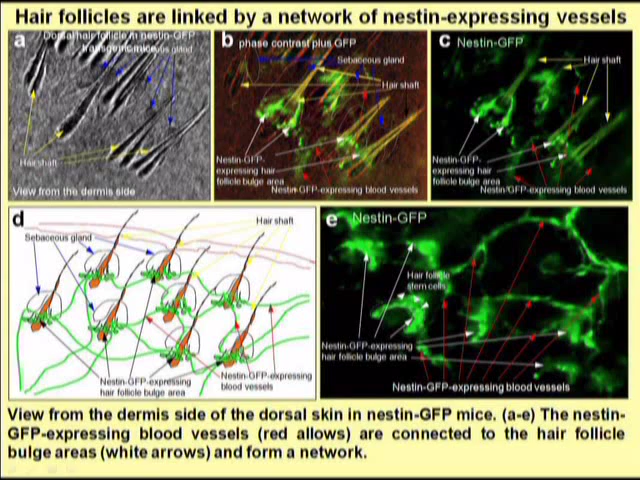 Hair follicles are linked by a network of nestin-expressing vessels
a
Dorsal hair follicle in nestin-GFP
transgenic mice
gland
Hair shaft
View from the dermis side
b
phase contrast plus GFP
Sebaceous gland
Hair shaft
Nestin-GFP-
expressing hair
follicle bulge area
Nestin-GFP-expressing blood vessels
c
Nestin-GFP
Hair shaft
Nestin-GFP-
expressing hair
follicle bulge area
Nestin-GFP-expressing blood vessels
d
Hair shaft
Sebaceous gland
Nestin-GFP-expressing
hair follicle bulge area
Nestin-GFP-expressing
blood vessels
e
Nestin-GFP
Hair follicle
stem cells
Nestin-GFP-expressing
hair follicle bulge area
Nestin-GFP-expressing blood vessels
View from the dermis side of the dorsal skin in nestin-GFP mice. (a-e) The nestin-
GFP-expressing blood vessels (red allows) are connected to the hair follicle
bulge areas (white arrows) and form a network.